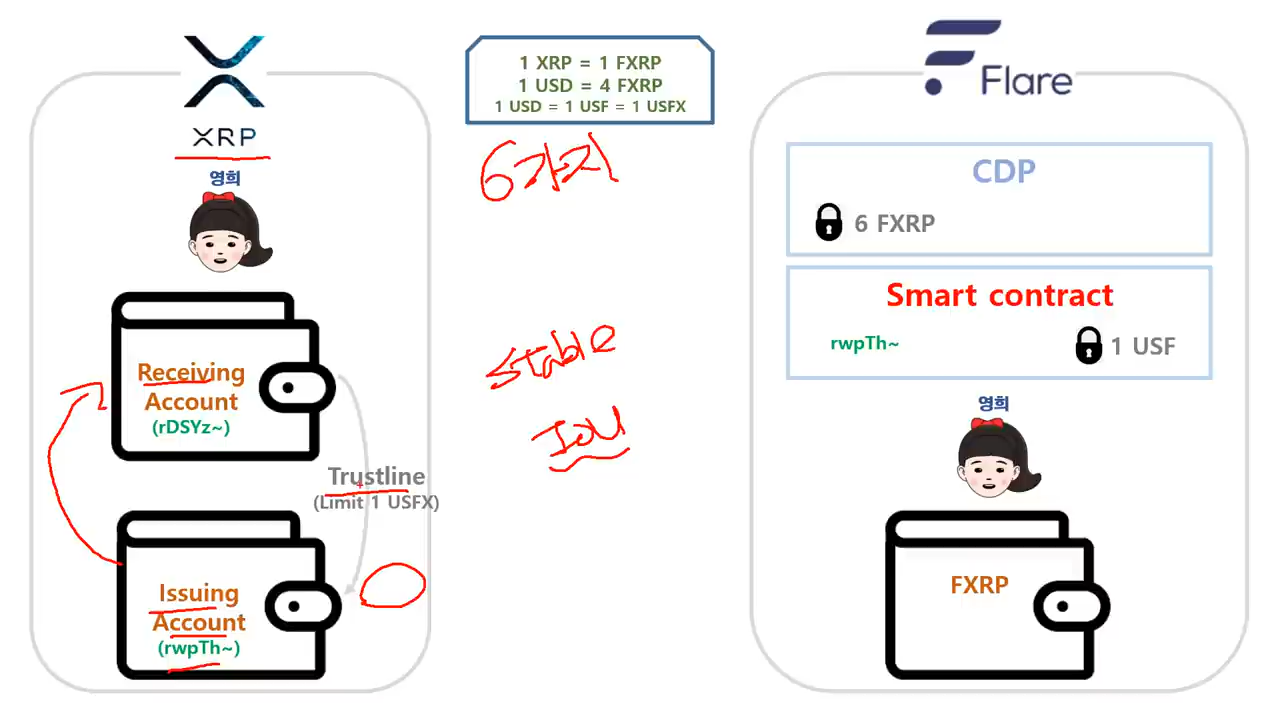 XRP
영희
Receiving
Account
(rDSYz~)
Trustline
(Limit 1 USFX)
Issuing
Account
(rwpTh~)
1 XRP = 1 FXRP
1 USD = 4 FXRP
1 USD = 1 USF = 1 USFX
6가지
Stable
IOU
Flare
CDP
6 FXRP
Smart contract
rwpTh~
1 USF
영희
FXRP